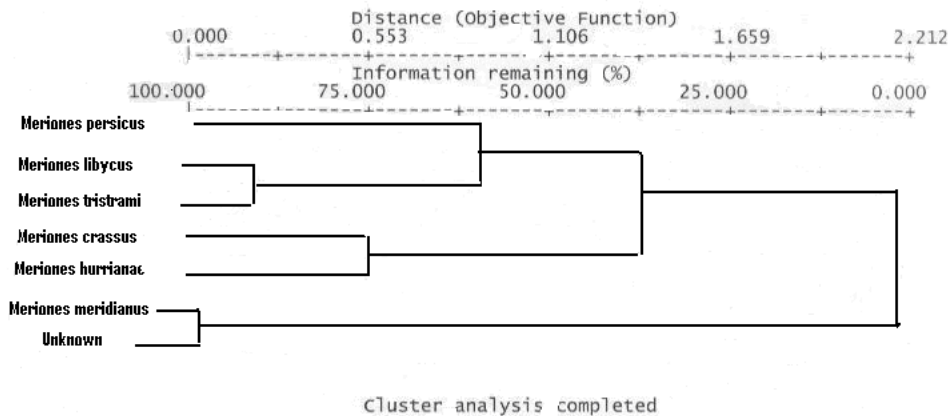 Distance (Objective Function)
0.000 0.553 1.106 1.659 2.212
Information remaining (%)
100.000 75.000 50.000 25.000 0.000
Meriones persicus
Meriones libycus
Meriones tristrami
Meriones crassus
Meriones hurrianae
Meriones meridianus
Unknown
Cluster analysis completed